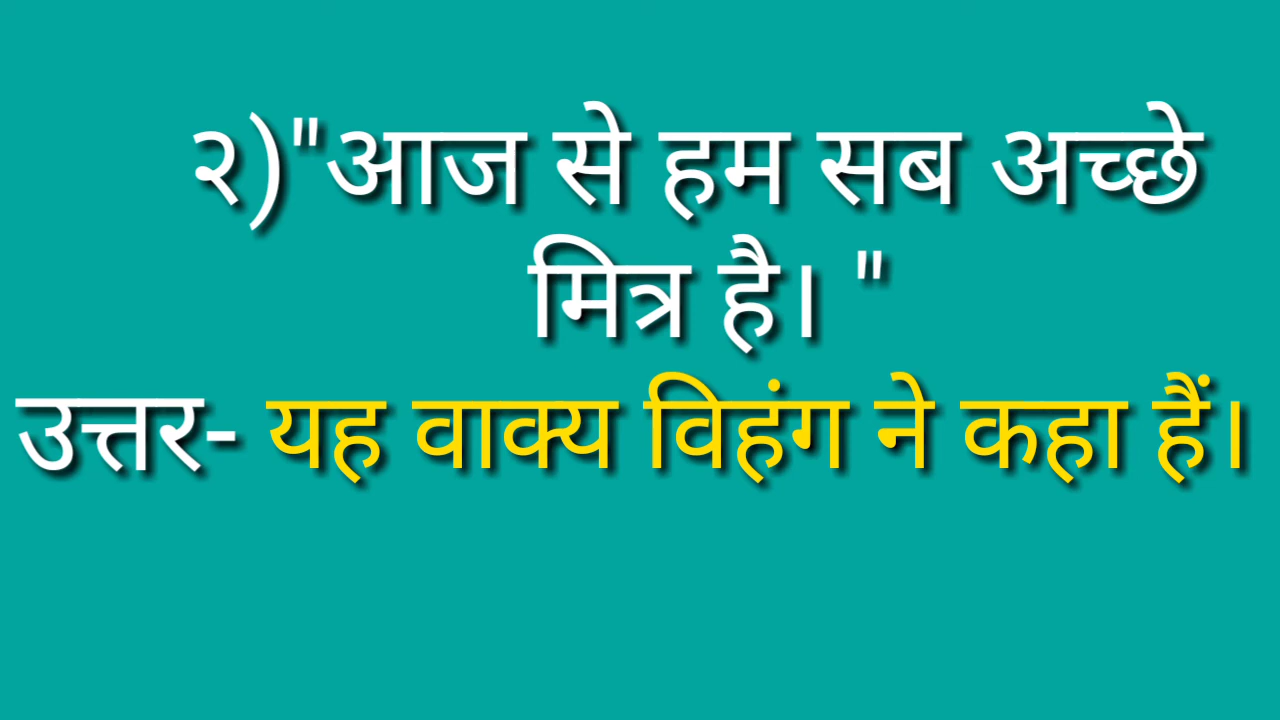 २)"आज से हम सब अच्छे
मित्र है। "
उत्तर- यह वाक्य विहंग ने कहा हैं।